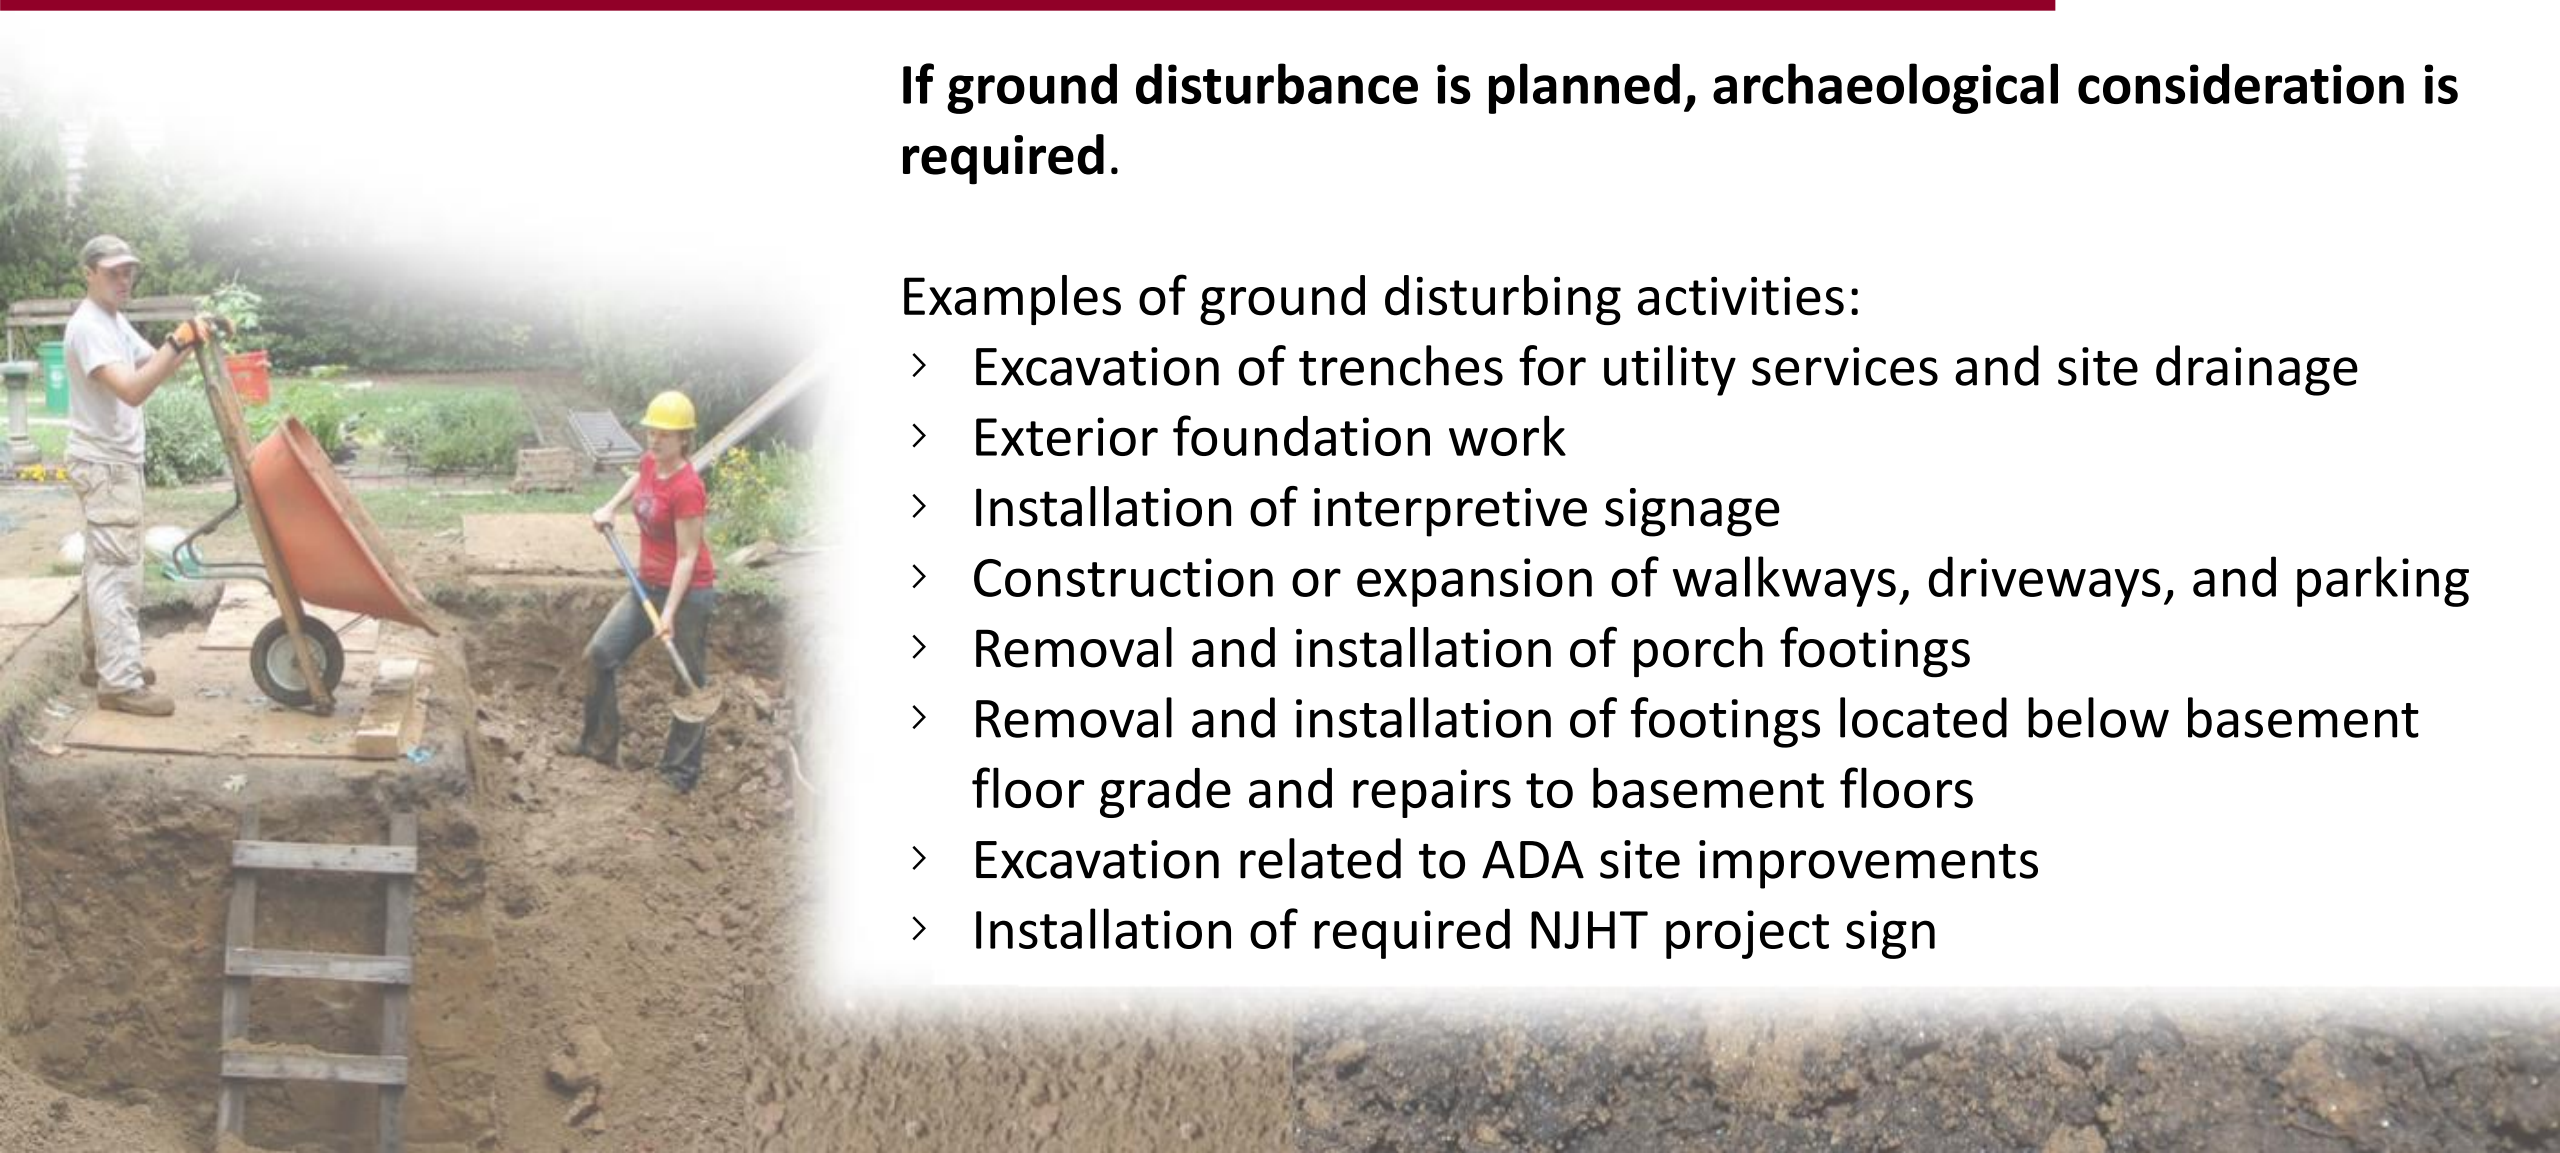 If ground disturbance is planned, archaeological consideration is
required.
Examples of ground disturbing activities:
› Excavation of trenches for utility services and site drainage
› Exterior foundation work
› Installation of interpretive signage
› Construction or expansion of walkways, driveways, and parking
› Removal and installation of porch footings
› Removal and installation of footings located below basement
floor grade and repairs to basement floors
› Excavation related to ADA site improvements
› Installation of required NJHT project sign